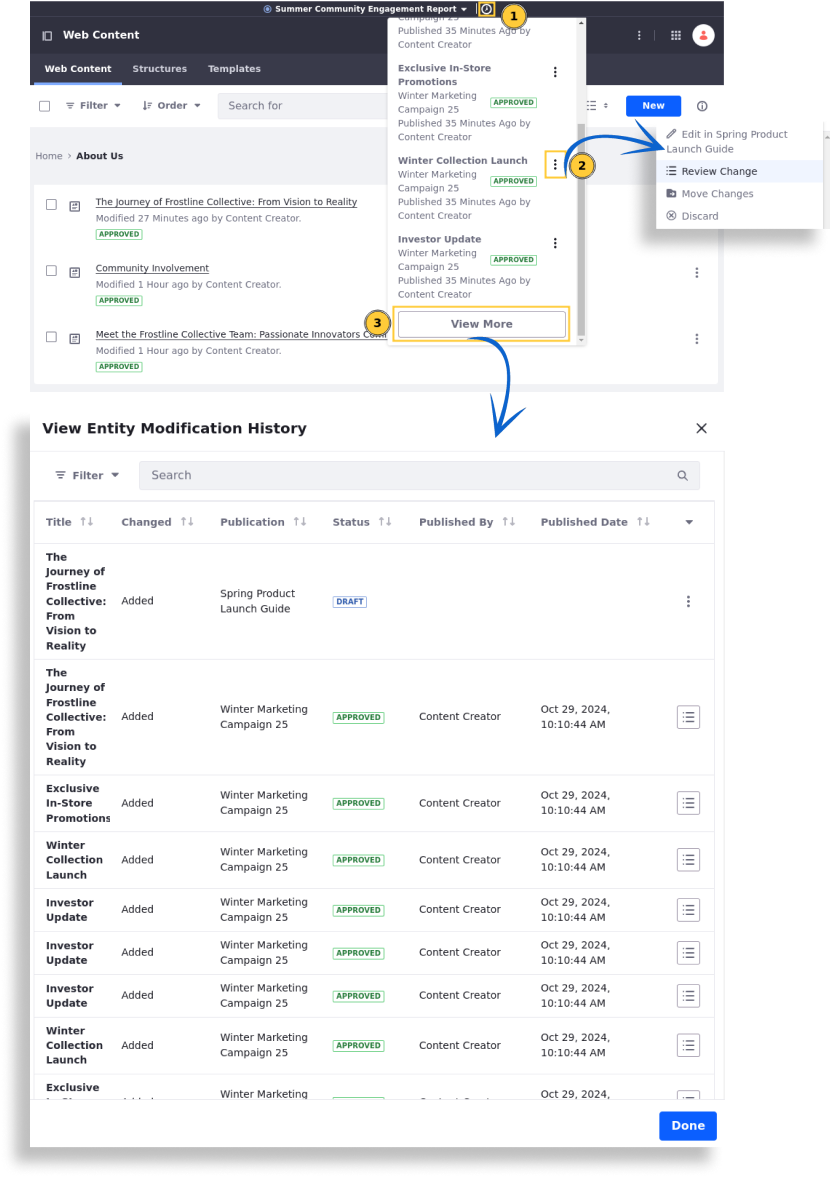 Summer Community Engagement Report
1
Web Content
Web Content Structures Templates
Filter Order Search for New
Home > About Us
The Journey of Frostline Collective: From Vision to Reality
Modified 27 Minutes ago by Content Creator.
APPROVED
Community Involvement
Modified 1 Hour ago by Content Creator.
APPROVED
Meet the Frostline Collective Team: Passionate Innovators
Modified 1 Hour ago by Content Creator.
APPROVED
Campaign 25
Published 35 Minutes Ago by
Content Creator
Exclusive In-Store
Promotions
Winter Marketing
Campaign 25
APPROVED
Published 35 Minutes Ago by
Content Creator
Winter Collection Launch
Winter Marketing
Campaign 25
APPROVED
Published 35 Minutes Ago by
Content Creator
2
Investor Update
Winter Marketing
Campaign 25
APPROVED
Published 35 Minutes Ago by
Content Creator
3
View More
Edit in Spring Product
Launch Guide
Review Change
Move Changes
Discard
View Entity Modification History
Filter Search
Title Changed Publication Status Published By Published Date
The
Journey of
Frostline
Collective:
From
Vision to
Reality
Added
Spring Product
Launch Guide
DRAFT
The
Journey of
Frostline
Collective:
From
Vision to
Reality
Added
Winter Marketing
Campaign 25
APPROVED
Content Creator
Oct 29, 2024,
10:10:44 AM
Exclusive
In-Store
Promotions
Added
Winter Marketing
Campaign 25
APPROVED
Content Creator
Oct 29, 2024,
10:10:44 AM
Winter
Collection
Launch
Added
Winter Marketing
Campaign 25
APPROVED
Content Creator
Oct 29, 2024,
10:10:44 AM
Investor
Update
Added
Winter Marketing
Campaign 25
APPROVED
Content Creator
Oct 29, 2024,
10:10:44 AM
Investor
Update
Added
Winter Marketing
Campaign 25
APPROVED
Content Creator
Oct 29, 2024,
10:10:44 AM
Investor
Update
Added
Winter Marketing
Campaign 25
APPROVED
Content Creator
Oct 29, 2024,
10:10:44 AM
Winter
Collection
Launch
Added
Winter Marketing
Campaign 25
APPROVED
Content Creator
Oct 29, 2024,
10:10:44 AM
Exclusive
Winter Marketing
Oct 29, 2024,
Done